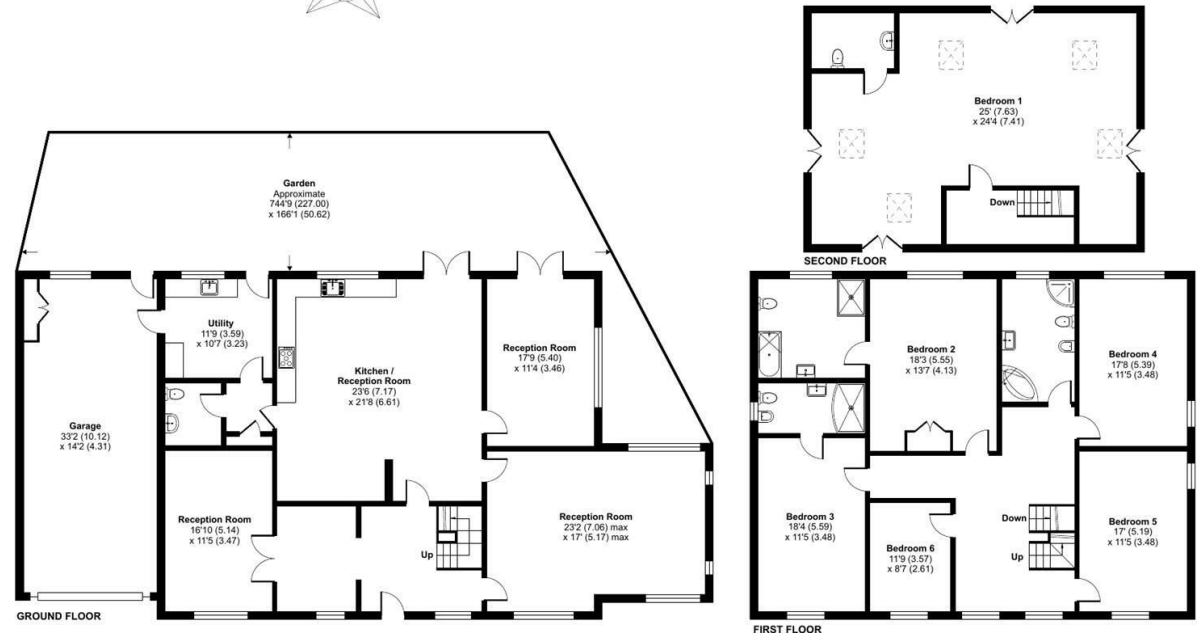 Bedroom 1
25' (7.63)
x 24'4 (7.41)
Down
SECOND FLOOR
Garden
Approximate
744'9 (227.00)
x 166'1 (50.62)
Utility
11'9 (3.59)
x 10'7 (3.23)
Kitchen /
Reception Room
23'6 (7.17)
x 21'8 (6.61)
Reception Room
17'9 (5.40)
x 11'4 (3.46)
Garage
33'2 (10.12)
x 14'2 (4.31)
Reception Room
16'10 (5.14)
x 11'5 (3.47)
Up
Reception Room
23'2 (7.06) max
x 17' (5.17) max
GROUND FLOOR
Bedroom 2
18'3 (5.55)
x 13'7 (4.13)
Bedroom 4
17'8 (5.39)
x 11'5 (3.48)
Bedroom 3
18'4 (5.59)
x 11'5 (3.48)
Bedroom 6
11'9 (3.57)
x 8'7 (2.61)
Down
Up
Bedroom 5
17' (5.19)
x 11'5 (3.48)
FIRST FLOOR